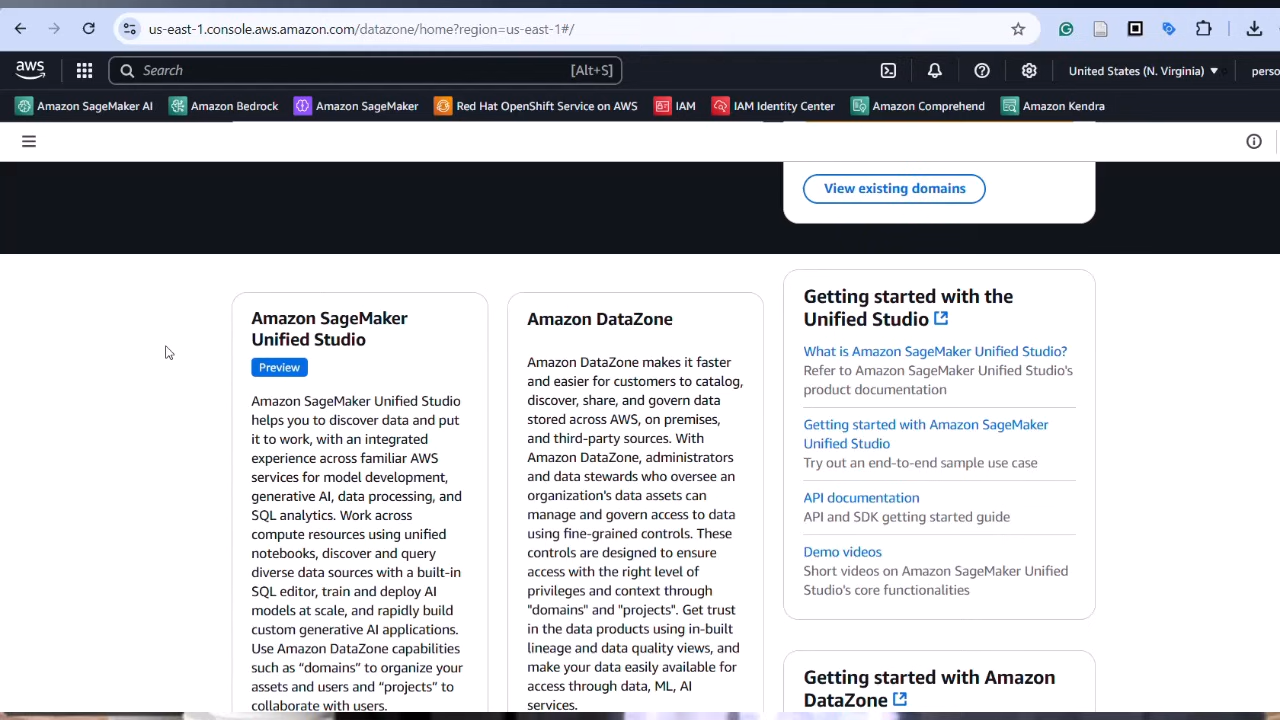 us-east-1.console.aws.amazon.com/datazone/home?region=us-east-1#/
aws
Search
[Alt+S]
United States (N. Virginia) ▼
perso
Amazon SageMaker AI
Amazon Bedrock
Amazon SageMaker
Red Hat OpenShift Service on AWS
IAM
IAM Identity Center
Amazon Comprehend
Amazon Kendra
View existing domains
Amazon SageMaker
Unified Studio
Preview
Amazon SageMaker Unified Studio
helps you to discover data and put
it to work, with an integrated
experience across familiar AWS
services for model development,
generative AI, data processing, and
SQL analytics. Work across
compute resources using unified
notebooks, discover and query
diverse data sources with a built-in
SQL editor, train and deploy AI
models at scale, and rapidly build
custom generative AI applications.
Use Amazon DataZone capabilities
such as “domains” to organize your
assets and users and “projects” to
collaborate with users.
Amazon DataZone
Amazon DataZone makes it faster
and easier for customers to catalog,
discover, share, and govern data
stored across AWS, on premises,
and third-party sources. With
Amazon DataZone, administrators
and data stewards who oversee an
organization's data assets can
manage and govern access to data
using fine-grained controls. These
controls are designed to ensure
access with the right level of
privileges and context through
"domains" and "projects". Get trust
in the data products using in-built
lineage and data quality views, and
make your data easily available for
access through data, ML, AI
services.
Getting started with the
Unified Studio
What is Amazon SageMaker Unified Studio?
Refer to Amazon SageMaker Unified Studio's
product documentation
Getting started with Amazon SageMaker
Unified Studio
Try out an end-to-end sample use case
API documentation
API and SDK getting started guide
Demo videos
Short videos on Amazon SageMaker Unified
Studio's core functionalities
Getting started with Amazon
DataZone